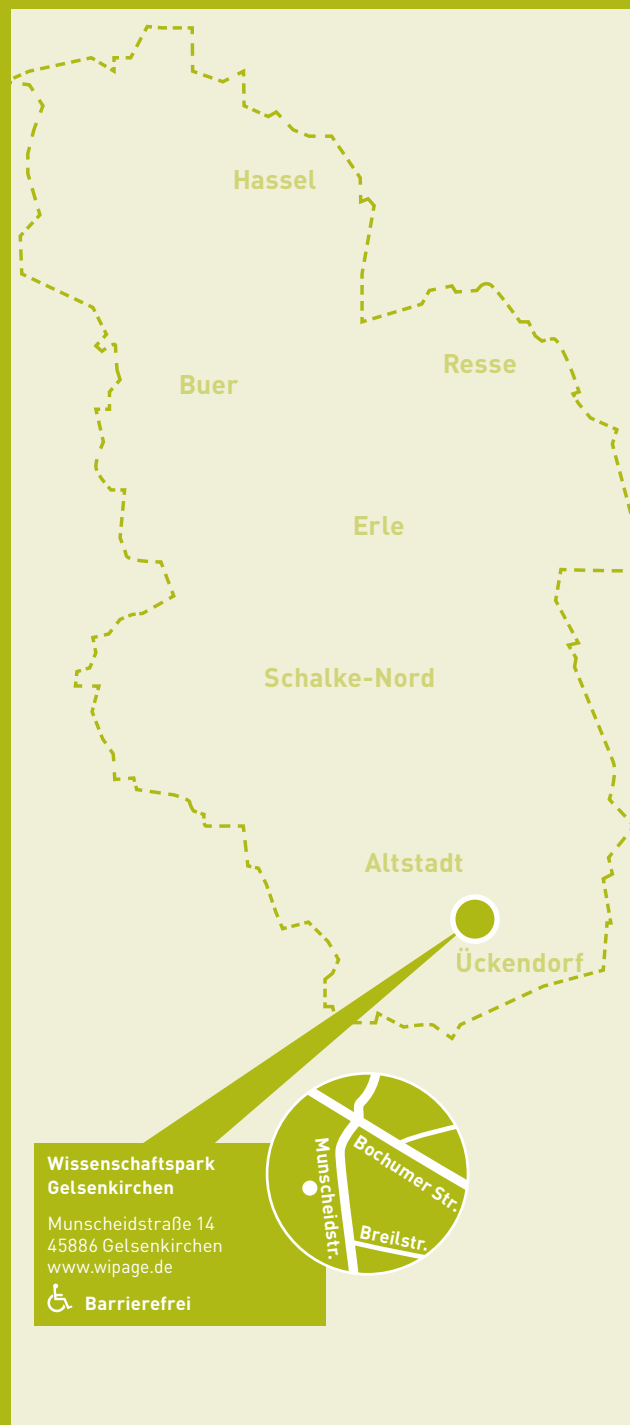 Hassel
Resse
Buer
Erle
Schalke-Nord
Altstadt
Ückendorf
Munscheidstr.
Bochumer Str.
Breilstr.
Wissenschaftspark
Gelsenkirchen
Munscheidstraße 14
45886 Gelsenkirchen
www.wipage.de
Barrierefrei